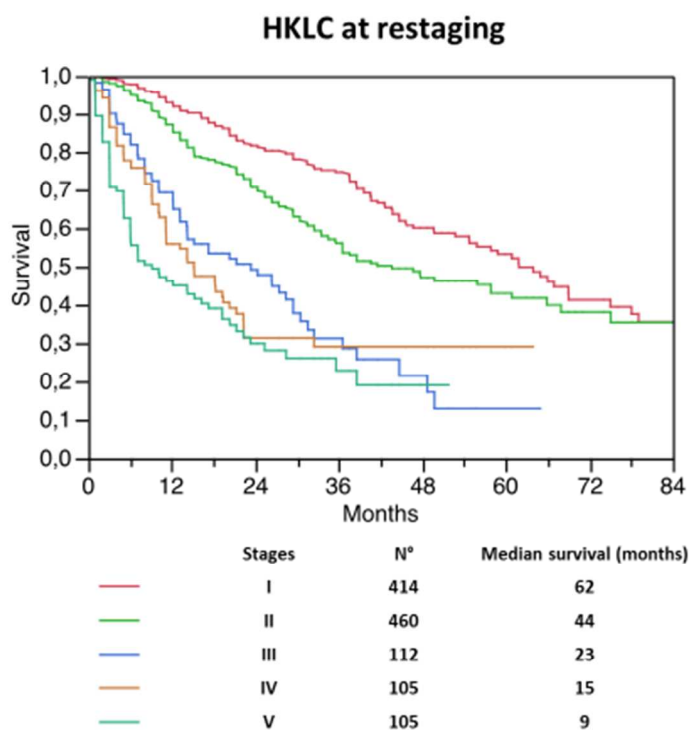 HKLC at restaging
1,0
0,9
0,8
0,7
0,6
0,5
0,4
0,3
0,2
0,1
0,0
Survival
0 12 24 36 48 60 72 84
Months
Stages N° Median survival (months)
I 414 62
II 460 44
III 112 23
IV 105 15
V 105 9